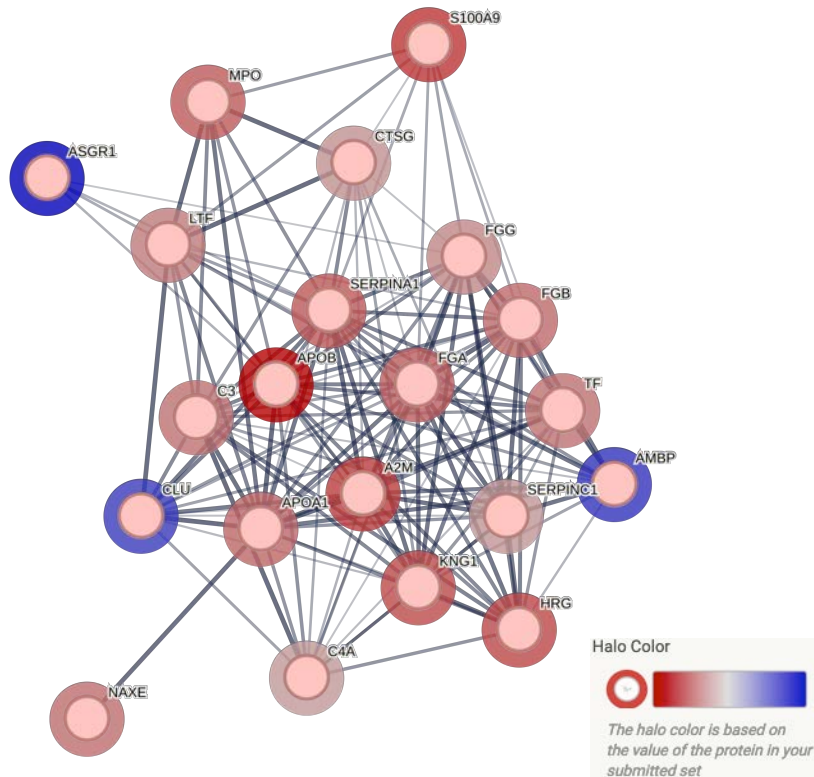 S100A9
MPO
CTSG
ASGR1
LTF
FGG
SERPINA1
FGB
APOB
FGA
C3
TF
A2M
AMBP
CLU
APOA1
SERPINC1
KNG1
HRG
C4A
NAXE
Halo Color
The halo color is based on
the value of the protein in your
submitted set